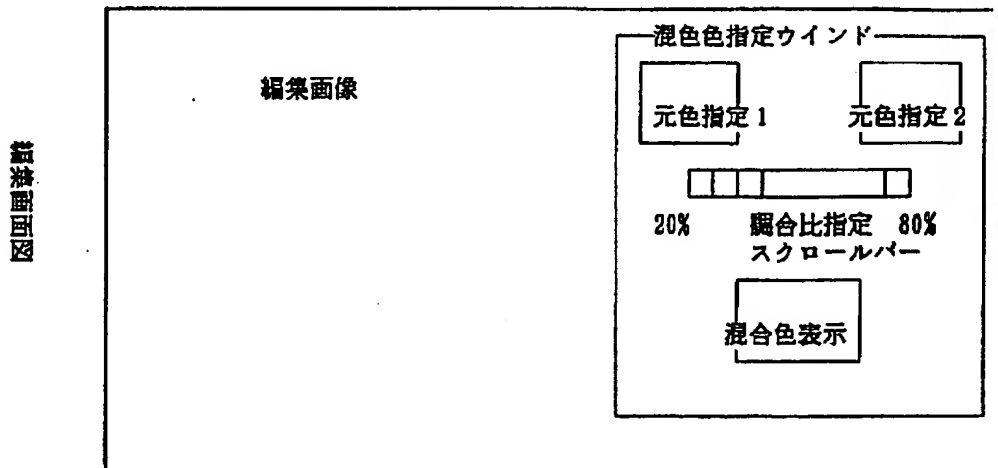 編集画面図
編集画像
混色色指定ウインド
元色指定1
元色指定2
20%
調合比指定
80%
スクロールバー
混合色表示